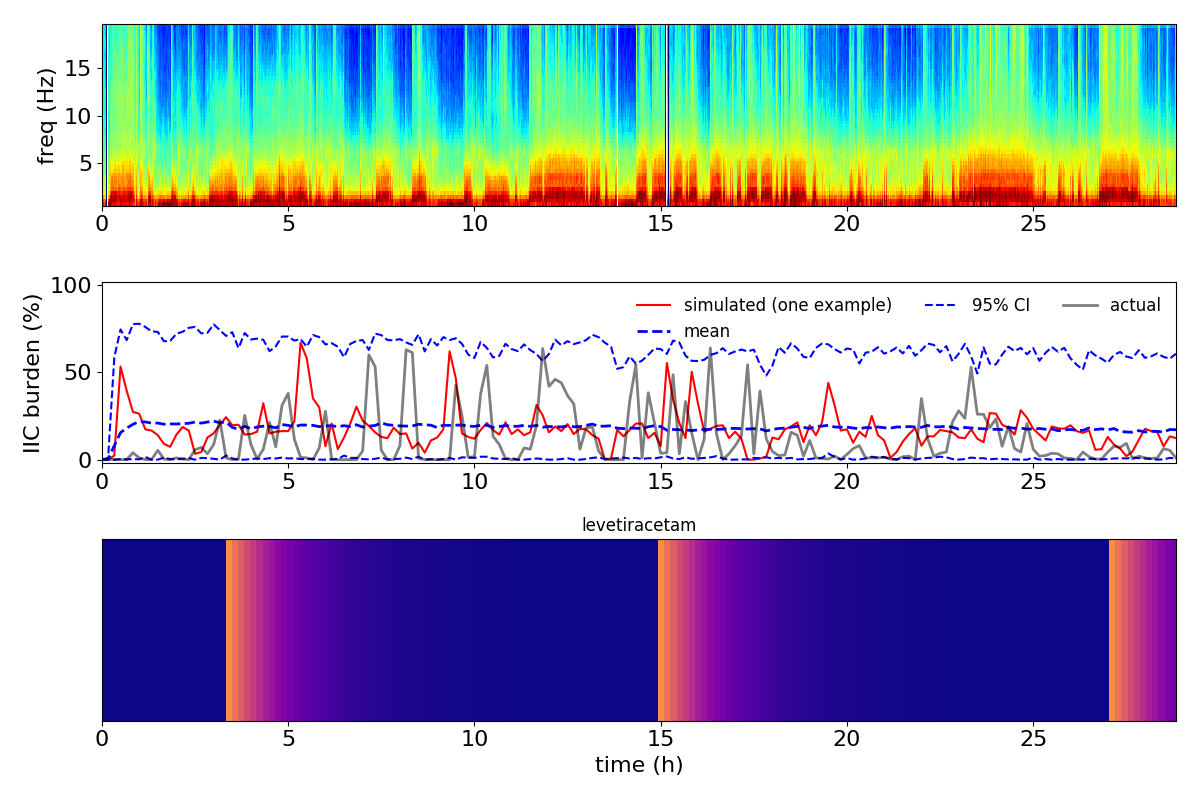 freq (Hz)
15
10
5
0 5 10 15 20 25
IIC burden (%)
100
50
0
simulated (one example) 95% CI actual
mean
0 5 10 15 20 25
levetiracetam
0 5 10 15 20 25
time (h)